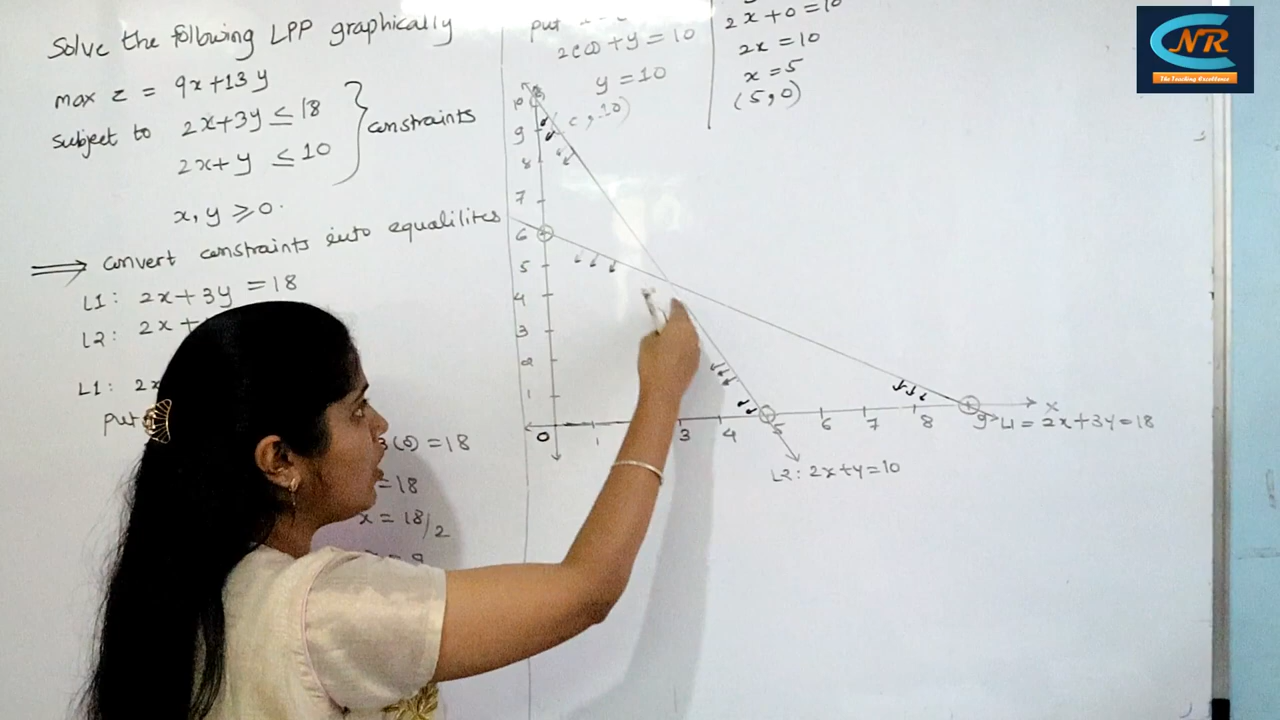 Solve the following LPP graphically
max z = 9x+13y
subject to 2x+3y ≤ 18
2x+y ≤ 10
constraints
x, y ≥ 0.
⟹ convert constraints into equalilites
L1: 2x+3y = 18
L2: 2x+
L1: 2x
put
3(0) = 18
= 18
x = 18/2
put
2(0) + y = 10
y = 10
, 10)
2x+0 = 10
2x = 10
x = 5
(5,0)
10
9
8
7
6
5
4
3
2
1
0 1 3 4 5 6 7 8 9 x
L1 = 2x+3y=18
L2: 2x+y=10
CNR
The Teaching Excellence